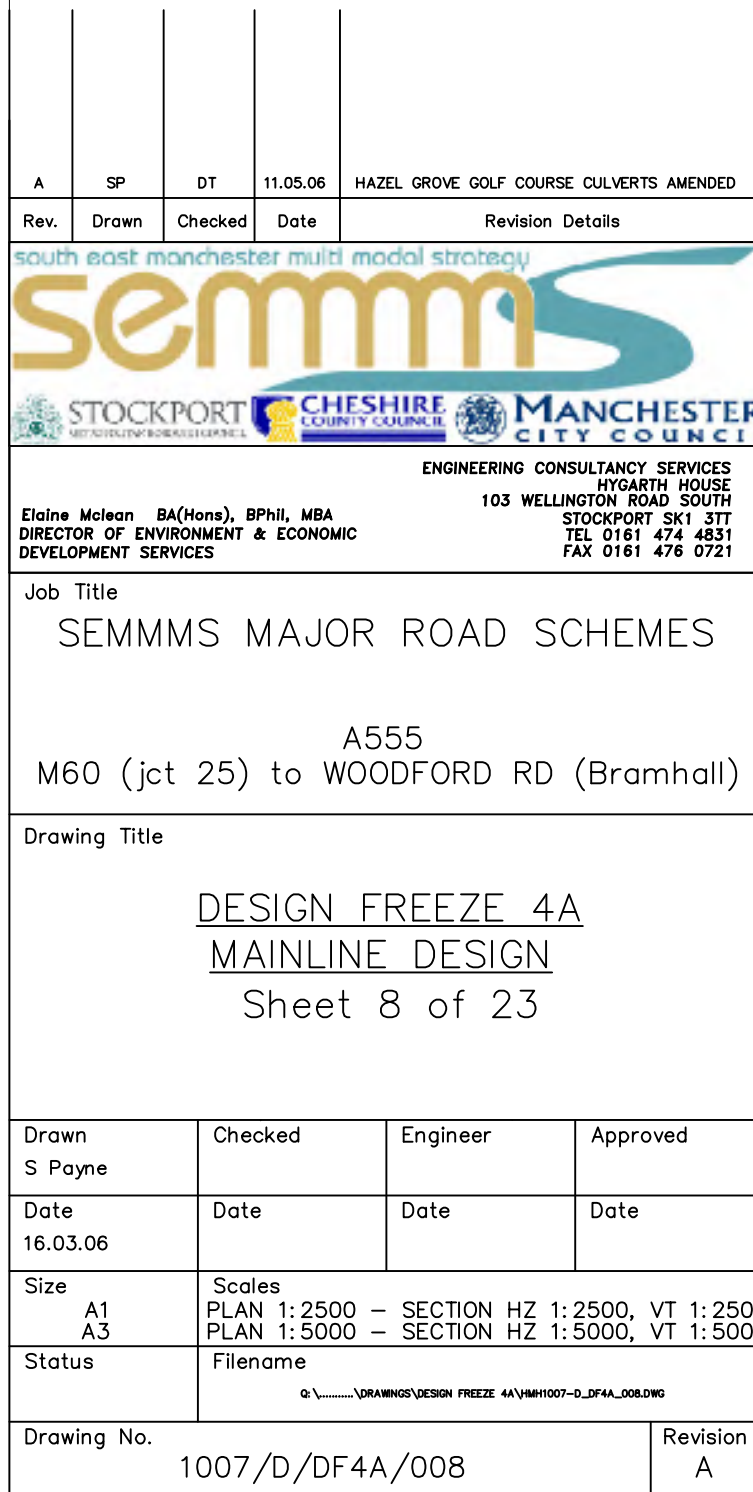 A SP DT 11.05.06 HAZEL GROVE GOLF COURSE CULVERTS AMENDED
Rev. Drawn Checked Date Revision Details
south east manchester multi modal strategy
semmms
STOCKPORT CHESHIRE MANCHESTER
METROPOLITAN BOROUGH COUNCIL COUNTY COUNCIL CITY COUNCI
ENGINEERING CONSULTANCY SERVICES
HYGARTH HOUSE
103 WELLINGTON ROAD SOUTH
STOCKPORT SK1 3TT
TEL 0161 474 4831
FAX 0161 476 0721
Elaine Mclean BA(Hons), BPhil, MBA
DIRECTOR OF ENVIRONMENT & ECONOMIC
DEVELOPMENT SERVICES
Job Title
SEMMMS MAJOR ROAD SCHEMES
A555
M60 (jct 25) to WOODFORD RD (Bramhall)
Drawing Title
DESIGN FREEZE 4A
MAINLINE DESIGN
Sheet 8 of 23
Drawn Checked Engineer Approved
S Payne
Date Date Date Date
16.03.06
Size Scales
A1 PLAN 1:2500 – SECTION HZ 1:2500, VT 1:250
A3 PLAN 1:5000 – SECTION HZ 1:5000, VT 1:500
Status Filename
Q:\...........\DRAWINGS\DESIGN FREEZE 4A\HMH1007-D_DF4A_008.DWG
Drawing No. Revision
1007/D/DF4A/008 A